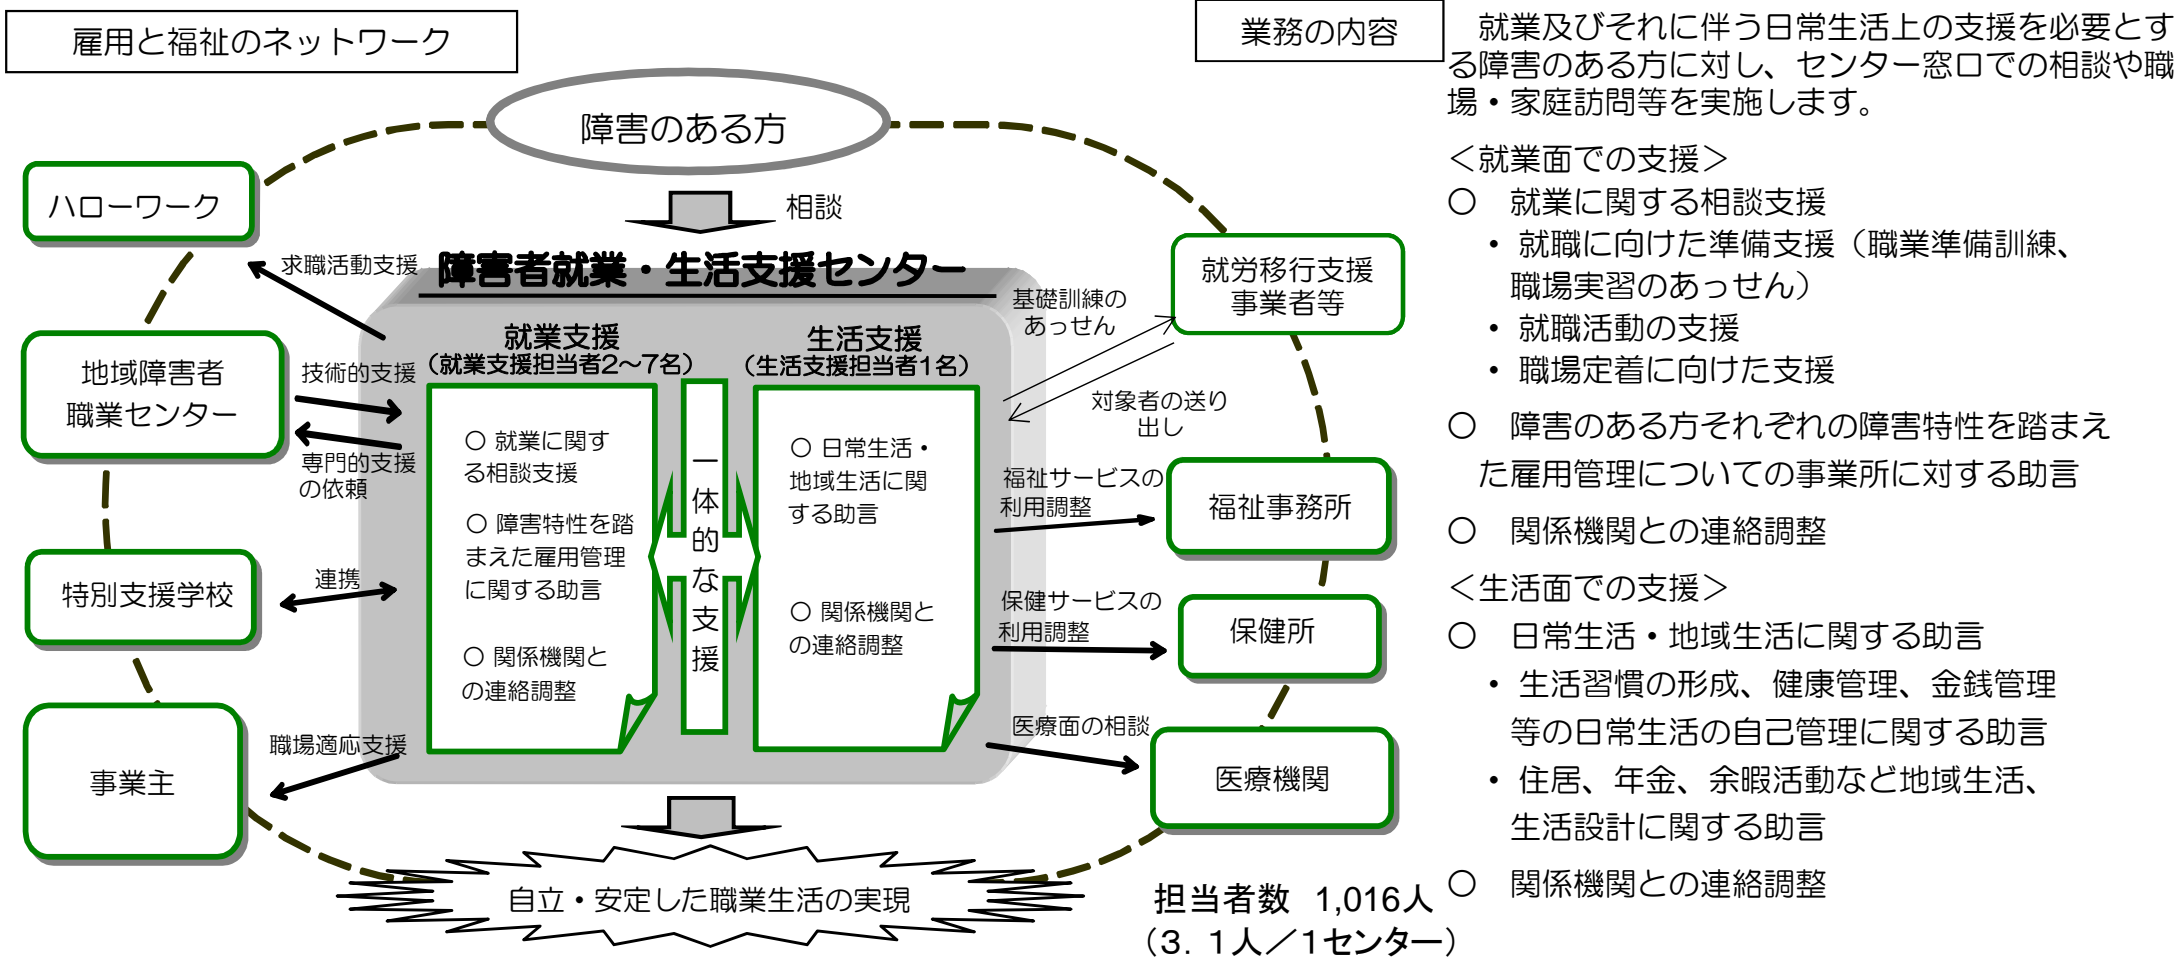 雇用と福祉のネットワーク
障害のある方
相談
ハローワーク
求職活動支援
地域障害者
職業センター
技術的支援
専門的支援
の依頼
特別支援学校
連携
事業主
職場適応支援
障害者就業・生活支援センター
就業支援
（就業支援担当者2～7名）
○ 就業に関す
る相談支援
○ 障害特性を踏
まえた雇用管理
に関する助言
○ 関係機関と
の連絡調整
一体的な支援
生活支援
（生活支援担当者1名）
○ 日常生活・
地域生活に関
する助言
○ 関係機関と
の連絡調整
基礎訓練の
あっせん
対象者の送り
出し
就労移行支援
事業者等
福祉サービスの
利用調整
福祉事務所
保健サービスの
利用調整
保健所
医療面の相談
医療機関
自立・安定した職業生活の実現
担当者数　1,016人
（3．1人／1センター）
業務の内容
就業及びそれに伴う日常生活上の支援を必要とす
る障害のある方に対し、センター窓口での相談や職
場・家庭訪問等を実施します。
＜就業面での支援＞
○　就業に関する相談支援
・ 就職に向けた準備支援（職業準備訓練、
職場実習のあっせん）
・ 就職活動の支援
・ 職場定着に向けた支援
○　障害のある方それぞれの障害特性を踏まえ
た雇用管理についての事業所に対する助言
○　関係機関との連絡調整
＜生活面での支援＞
○　日常生活・地域生活に関する助言
・ 生活習慣の形成、健康管理、金銭管理
等の日常生活の自己管理に関する助言
・ 住居、年金、余暇活動など地域生活、
生活設計に関する助言
○　関係機関との連絡調整